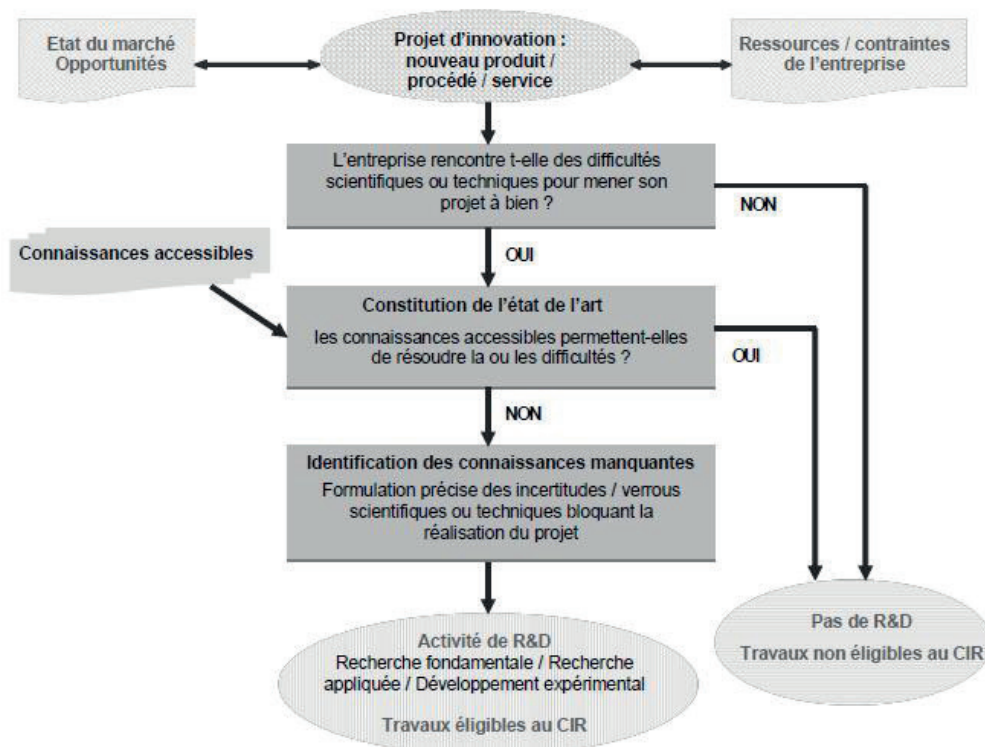 Etat du marché
Opportunités
Projet d’innovation :
nouveau produit /
procédé / service
Ressources / contraintes
de l’entreprise
L’entreprise rencontre t-elle des difficultés
scientifiques ou techniques pour mener son
projet à bien ?
NON
Connaissances accessibles
OUI
Constitution de l’état de l’art
les connaissances accessibles permettent-elles
de résoudre la ou les difficultés ?
OUI
NON
Identification des connaissances manquantes
Formulation précise des incertitudes / verrous
scientifiques ou techniques bloquant la
réalisation du projet
Activité de R&D
Recherche fondamentale / Recherche
appliquée / Développement expérimental
Travaux éligibles au CIR
Pas de R&D
Travaux non éligibles au CIR